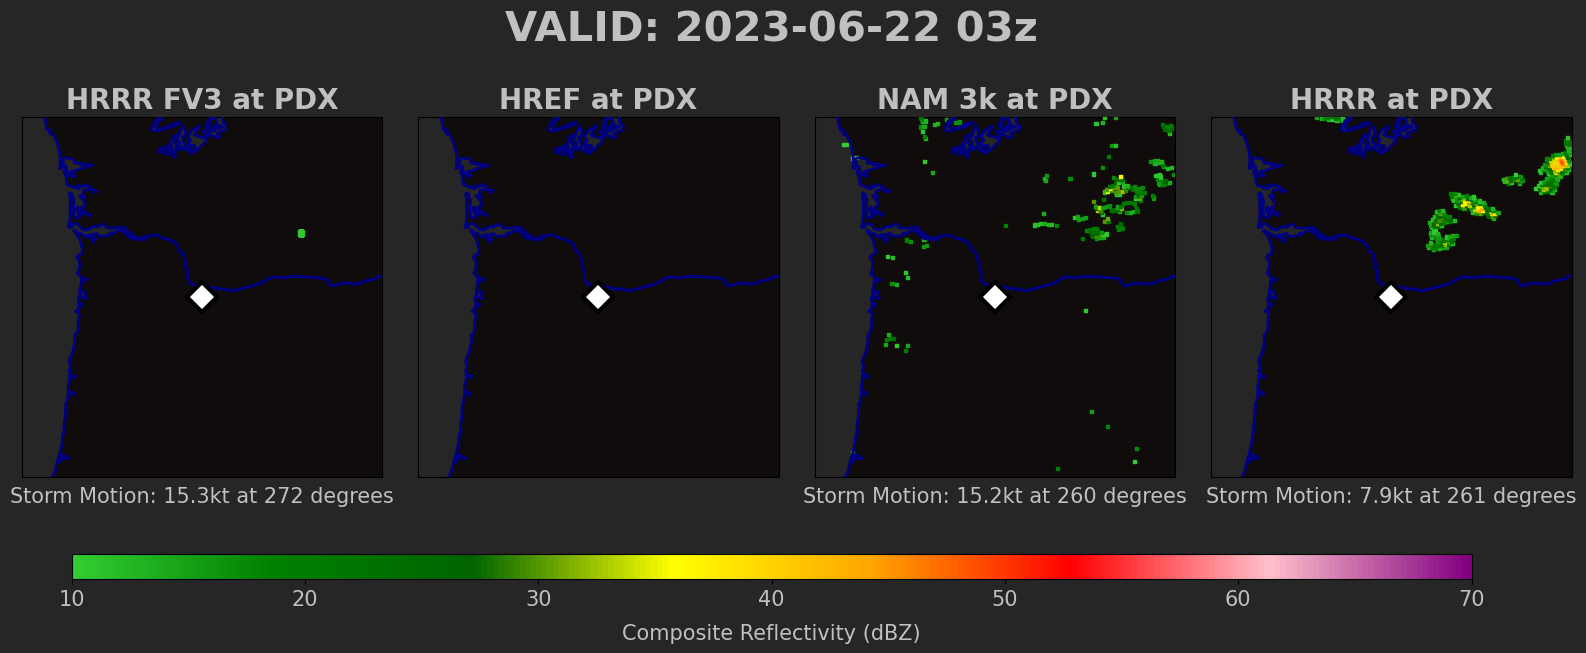 VALID: 2023-06-22 03z
HRRR FV3 at PDX
HREF at PDX
NAM 3k at PDX
HRRR at PDX
Storm Motion: 15.3kt at 272 degrees
Storm Motion: 15.2kt at 260 degrees
Storm Motion: 7.9kt at 261 degrees
10 20 30 40 50 60 70
Composite Reflectivity (dBZ)